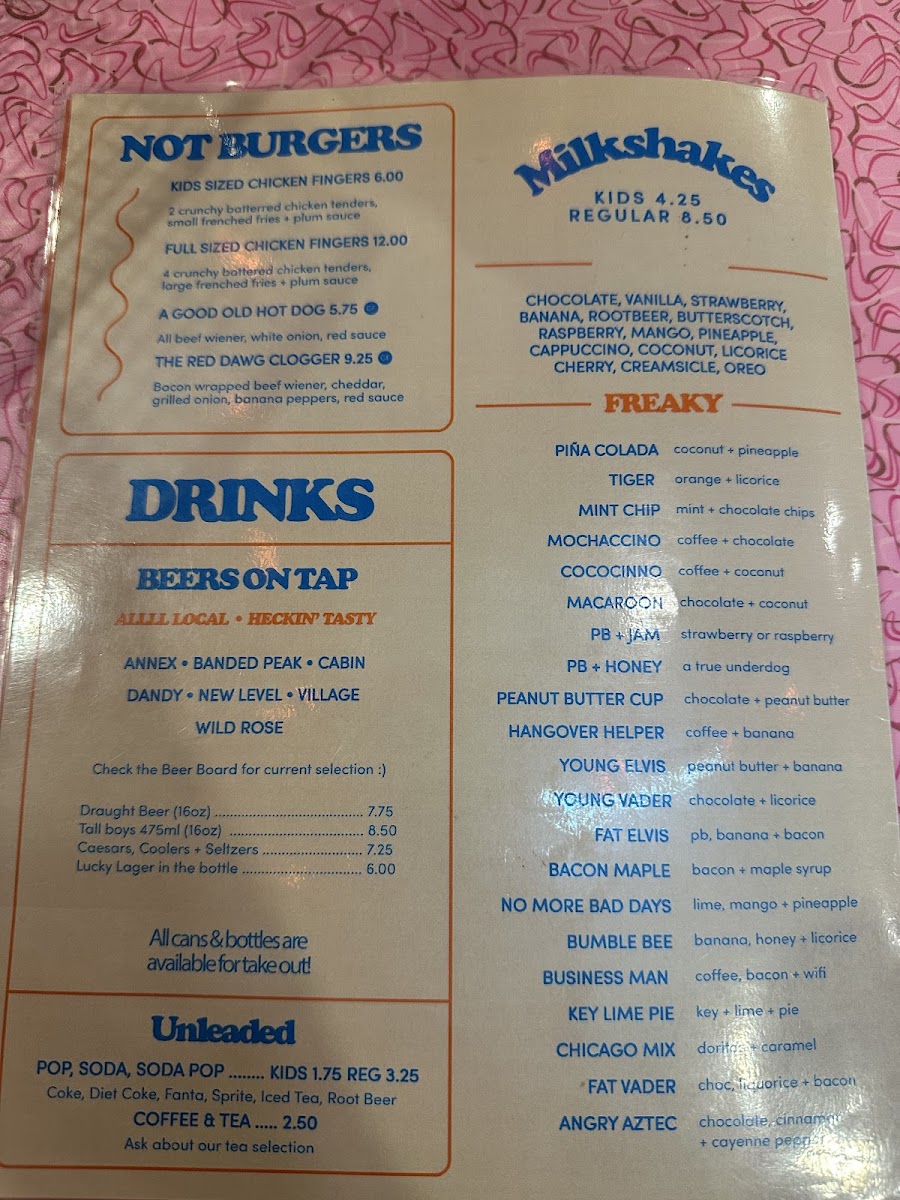 NOT BURGERS
KIDS SIZED CHICKEN FINGERS 6.00
2 crunchy batterred chicken tenders,
small frenched fries + plum sauce
FULL SIZED CHICKEN FINGERS 12.00
4 crunchy battered chicken tenders,
large frenched fries + plum sauce
A GOOD OLD HOT DOG 5.75
All beef wiener, white onion, red sauce
THE RED DAWG CLOGGER 9.25
Bacon wrapped beef wiener, cheddar,
grilled onion, banana peppers, red sauce
DRINKS
BEERS ON TAP
ALLLL LOCAL • HECKIN' TASTY
ANNEX • BANDED PEAK • CABIN
DANDY • NEW LEVEL • VILLAGE
WILD ROSE
Check the Beer Board for current selection :)
Draught Beer (16oz) ..................................... 7.75
Tall boys 475ml (16oz) ................................. 8.50
Caesars, Coolers + Seltzers ......................... 7.25
Lucky Lager in the bottle .............................. 6.00
All cans & bottles are
available for take out!
Unleaded
POP, SODA, SODA POP ........ KIDS 1.75 REG 3.25
Coke, Diet Coke, Fanta, Sprite, Iced Tea, Root Beer
COFFEE & TEA ..... 2.50
Ask about our tea selection
Milkshakes
KIDS 4.25
REGULAR 8.50
CHOCOLATE, VANILLA, STRAWBERRY,
BANANA, ROOTBEER, BUTTERSCOTCH,
RASPBERRY, MANGO, PINEAPPLE,
CAPPUCCINO, COCONUT, LICORICE
CHERRY, CREAMSICLE, OREO
FREAKY
PIÑA COLADA coconut + pineapple
TIGER orange + licorice
MINT CHIP mint + chocolate chips
MOCHACCINO coffee + chocolate
COCOCINNO coffee + coconut
MACAROON chocolate + coconut
PB + JAM strawberry or raspberry
PB + HONEY a true underdog
PEANUT BUTTER CUP chocolate + peanut butter
HANGOVER HELPER coffee + banana
YOUNG ELVIS peanut butter + banana
YOUNG VADER chocolate + licorice
FAT ELVIS pb, banana + bacon
BACON MAPLE bacon + maple syrup
NO MORE BAD DAYS lime, mango + pineapple
BUMBLE BEE banana, honey + licorice
BUSINESS MAN coffee, bacon + wifi
KEY LIME PIE key + lime + pie
CHICAGO MIX doritos + caramel
FAT VADER choc, liquorice + bacon
ANGRY AZTEC chocolate, cinnamon
+ cayenne pepper